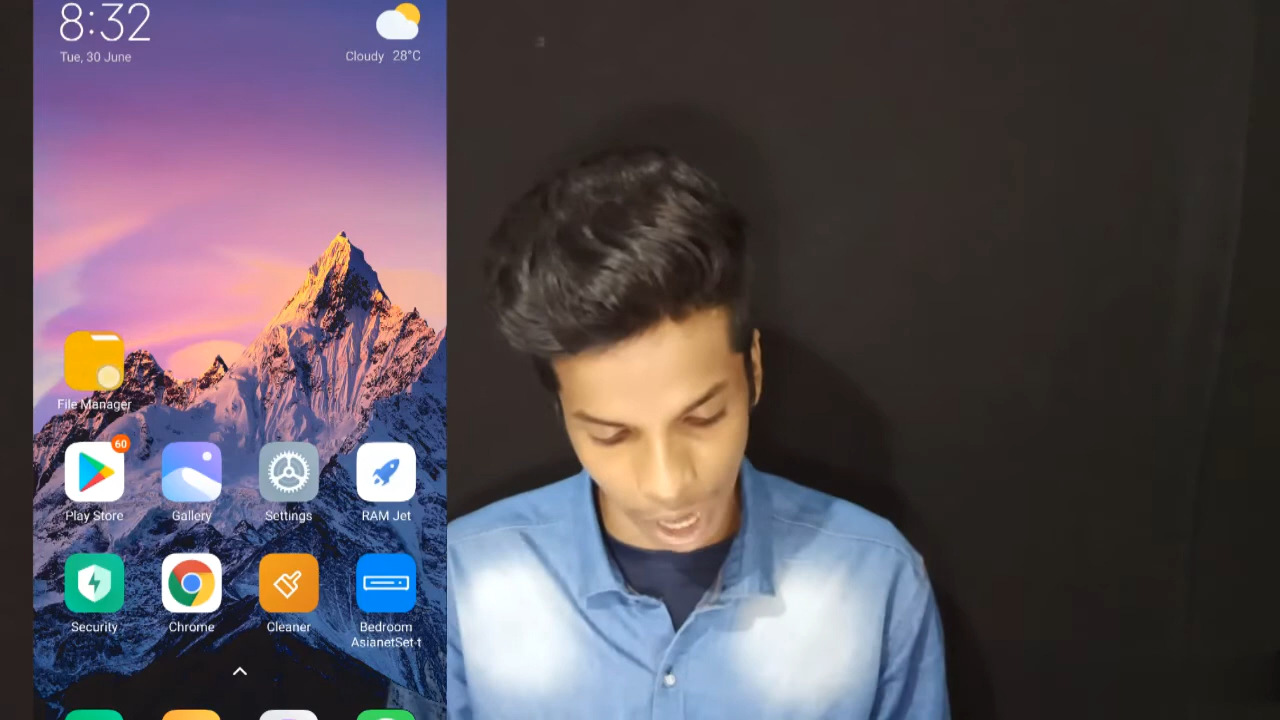 8:32
Tue, 30 June
Cloudy 28°C
File Manager
60
Play Store
Gallery
Settings
RAM Jet
Security
Chrome
Cleaner
Bedroom
AsianetSet-t